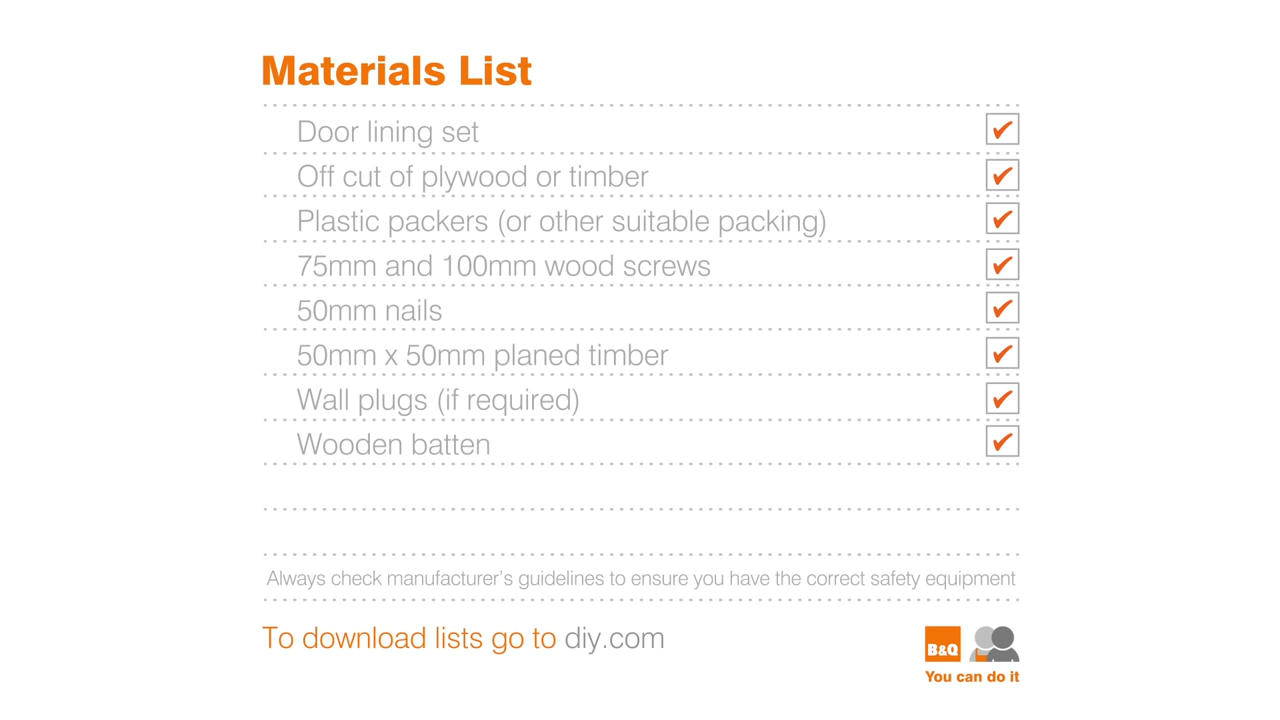 Materials List
Door lining set
Off cut of plywood or timber
Plastic packers (or other suitable packing)
75mm and 100mm wood screws
50mm nails
50mm x 50mm planed timber
Wall plugs (if required)
Wooden batten
Always check manufacturer's guidelines to ensure you have the correct safety equipment
To download lists go to diy.com
B&Q
You can do it